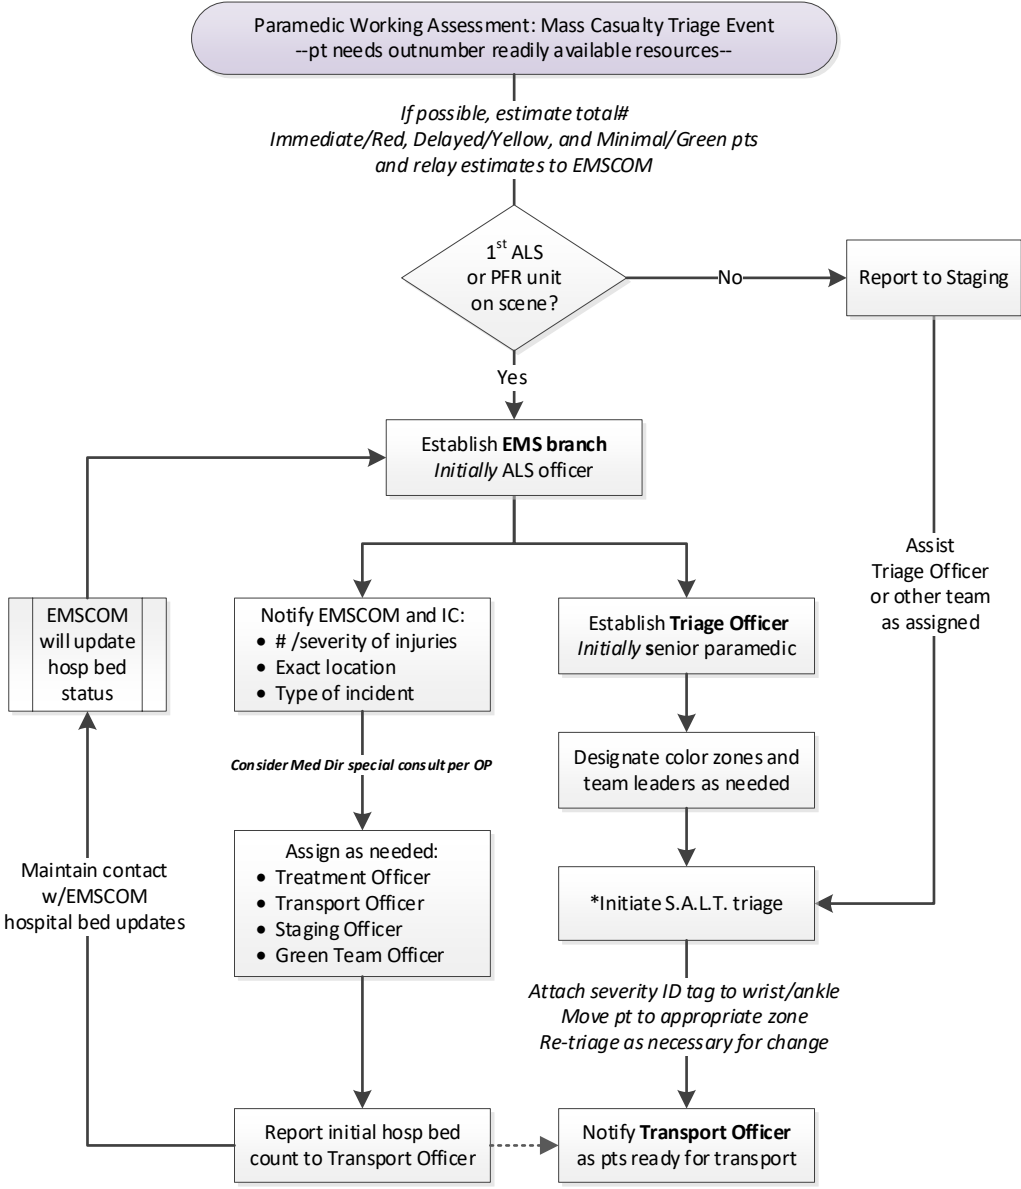 Paramedic Working Assessment: Mass Casualty Triage Event
--pt needs outnumber readily available resources--
If possible, estimate total#
Immediate/Red, Delayed/Yellow, and Minimal/Green pts
and relay estimates to EMSCOM
1st ALS
or PFR unit
on scene?
No
Report to Staging
Yes
Establish EMS branch
Initially ALS officer
Assist
Triage Officer
or other team
as assigned
EMSCOM
will update
hosp bed
status
Notify EMSCOM and IC:
• # /severity of injuries
• Exact location
• Type of incident
Establish Triage Officer
Initially senior paramedic
Consider Med Dir special consult per OP
Designate color zones and
team leaders as needed
Assign as needed:
• Treatment Officer
• Transport Officer
• Staging Officer
• Green Team Officer
Maintain contact
w/EMSCOM
hospital bed updates
*Initiate S.A.L.T. triage
Attach severity ID tag to wrist/ankle
Move pt to appropriate zone
Re-triage as necessary for change
Report initial hosp bed
count to Transport Officer
Notify Transport Officer
as pts ready for transport